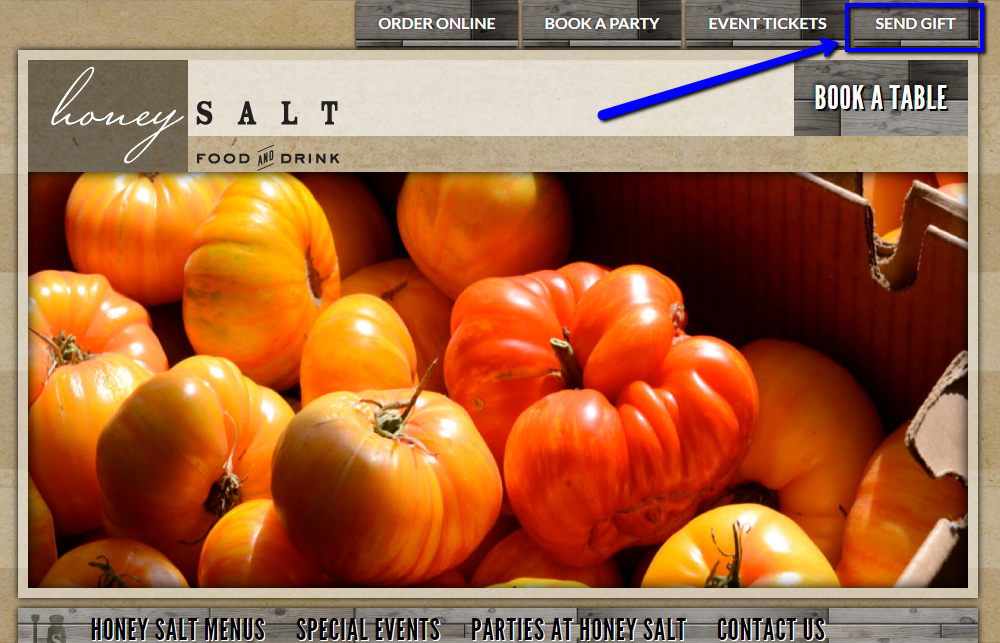 ORDER ONLINE BOOK A PARTY EVENT TICKETS SEND GIFT
honey SALT BOOK A TABLE
FOOD AND DRINK
HONEY SALT MENUS SPECIAL EVENTS PARTIES AT HONEY SALT CONTACT US